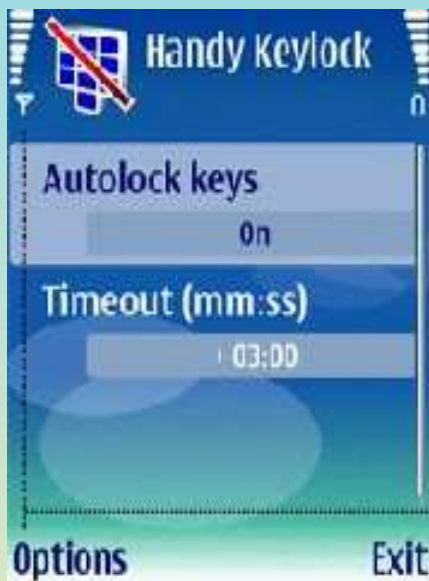 Handy Keylock
Autolock keys
On
Timeout (mm:ss)
03:00
Options Exit